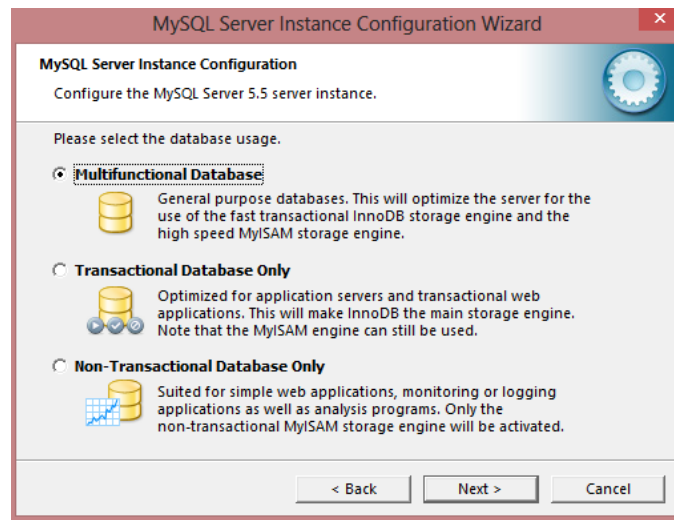 MySQL Server Instance Configuration Wizard
MySQL Server Instance Configuration
Configure the MySQL Server 5.5 server instance.
Please select the database usage.
Multifunctional Database
General purpose databases. This will optimize the server for the
use of the fast transactional InnoDB storage engine and the
high speed MyISAM storage engine.
Transactional Database Only
Optimized for application servers and transactional web
applications. This will make InnoDB the main storage engine.
Note that the MyISAM engine can still be used.
Non-Transactional Database Only
Suited for simple web applications, monitoring or logging
applications as well as analysis programs. Only the
non-transactional MyISAM storage engine will be activated.
< Back Next > Cancel